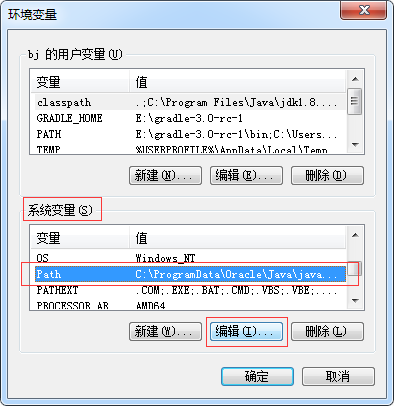 环境变量
bj 的用户变量(U)
变量 值
classpath .;C:\Program Files\Java\jdk1.8....
GRADLE_HOME E:\gradle-3.0-rc-1
PATH E:\gradle-3.0-rc-1\bin;C:\Users...
TEMP %USERPROFILE%\AppData\Local\Temp
新建(N)... 编辑(E)... 删除(D)
系统变量(S)
变量 值
OS Windows_NT
Path C:\ProgramData\Oracle\Java\java...
PATHEXT .COM;.EXE;.BAT;.CMD;.VBS;.VBE;....
PROCESSOR_AR AMD64
新建(W)... 编辑(I)... 删除(L)
确定 取消